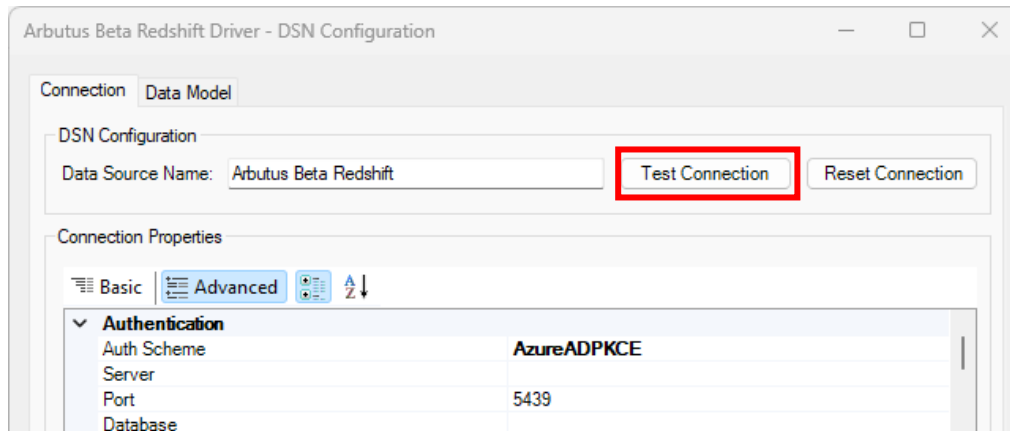 Arbutus Beta Redshift Driver - DSN Configuration
Connection Data Model
DSN Configuration
Data Source Name: Arbutus Beta Redshift Test Connection Reset Connection
Connection Properties
Basic Advanced A Z
Authentication
Auth Scheme AzureADPKCE
Server
Port 5439
Database